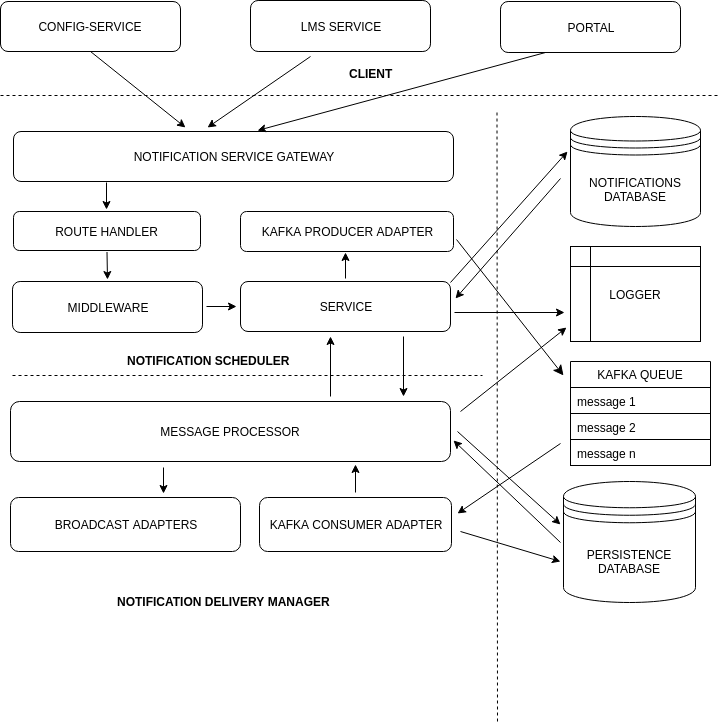 CONFIG-SERVICE
LMS SERVICE
PORTAL
CLIENT
NOTIFICATION SERVICE GATEWAY
NOTIFICATIONS
DATABASE
ROUTE HANDLER
KAFKA PRODUCER ADAPTER
MIDDLEWARE
SERVICE
LOGGER
NOTIFICATION SCHEDULER
KAFKA QUEUE
message 1
message 2
message n
MESSAGE PROCESSOR
BROADCAST ADAPTERS
KAFKA CONSUMER ADAPTER
PERSISTENCE
DATABASE
NOTIFICATION DELIVERY MANAGER